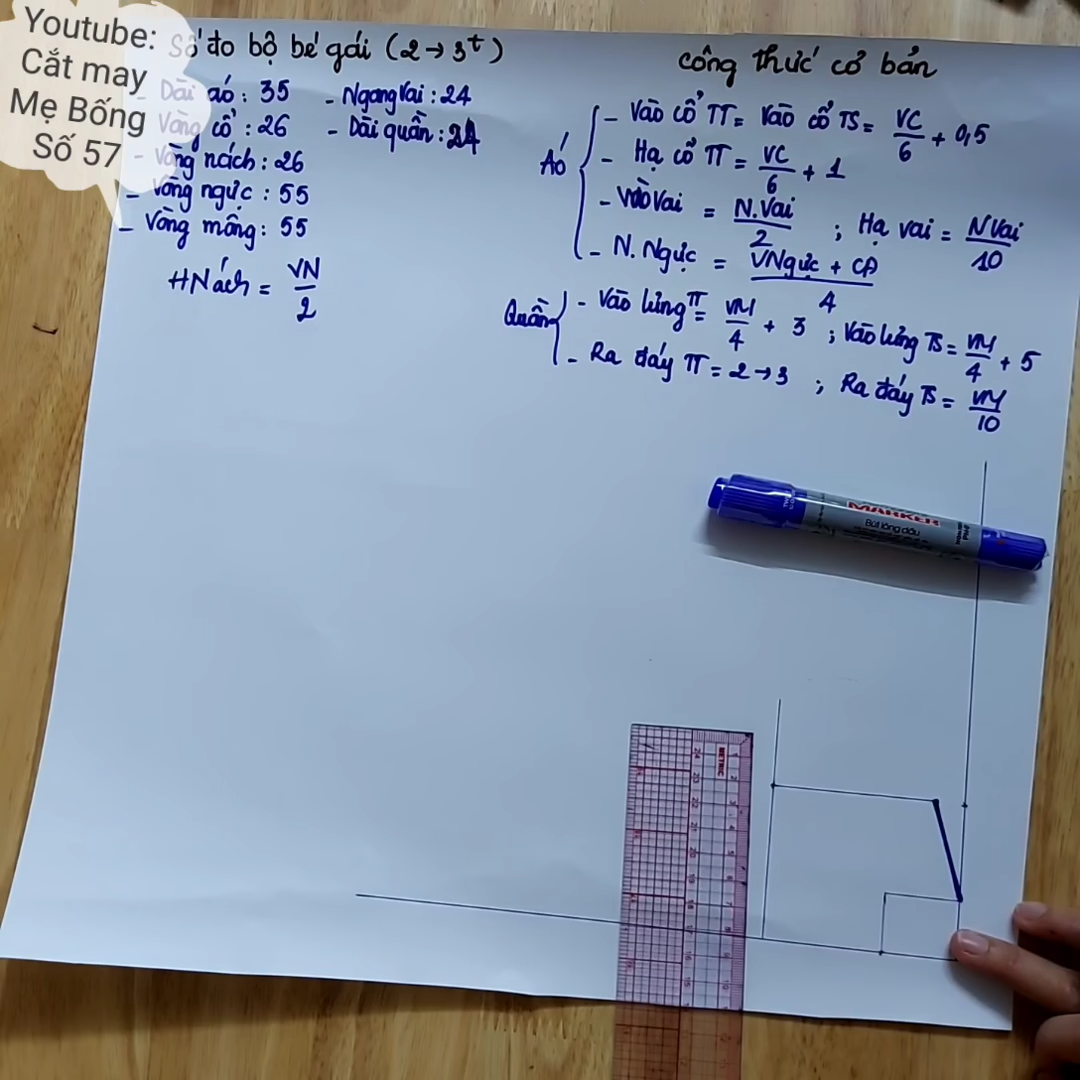 Youtube:
Cắt may
Mẹ Bống
Số 57
Số đo bộ bé gái (2→3t)
- Dài áo: 35 - Ngang Vai: 24
Vòng cổ: 26 - Dài quần: 24
- Vòng nách: 26
- Vòng ngực: 55
- Vòng mông: 55
HNách = VN/2
công thức cơ bản
Áo
- Vào cổ TT = Vào cổ TS = VC/6 + 0,5
- Hạ cổ TT = VC/6 + 1
- Vào Vai = N.Vai/2 ; Hạ vai = N Vai/10
- N. Ngực = (VNgực + CĐ)/4
Quần
- Vào lưng TT = VM/4 + 3 ; Vào lưng TS = VM/4 + 5
- Ra đáy TT = 2→3 ; Ra đáy TS = VM/10
MARKER
Bút lông dầu
METRIC